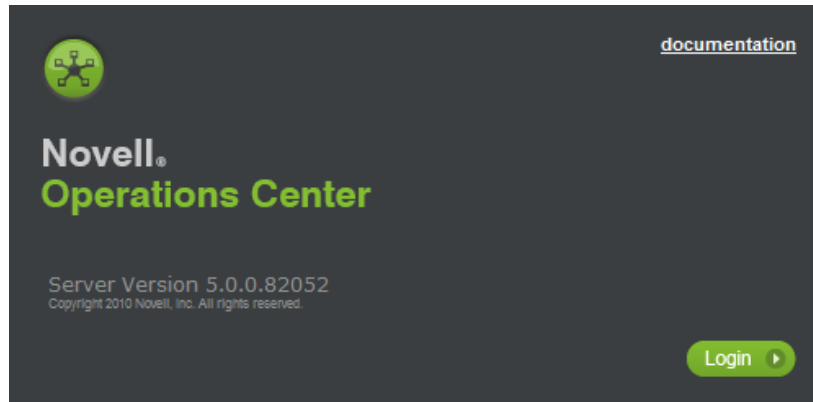 documentation
Novell®
Operations Center
Server Version 5.0.0.82052
Copyright 2010 Novell, Inc. All rights reserved.
Login